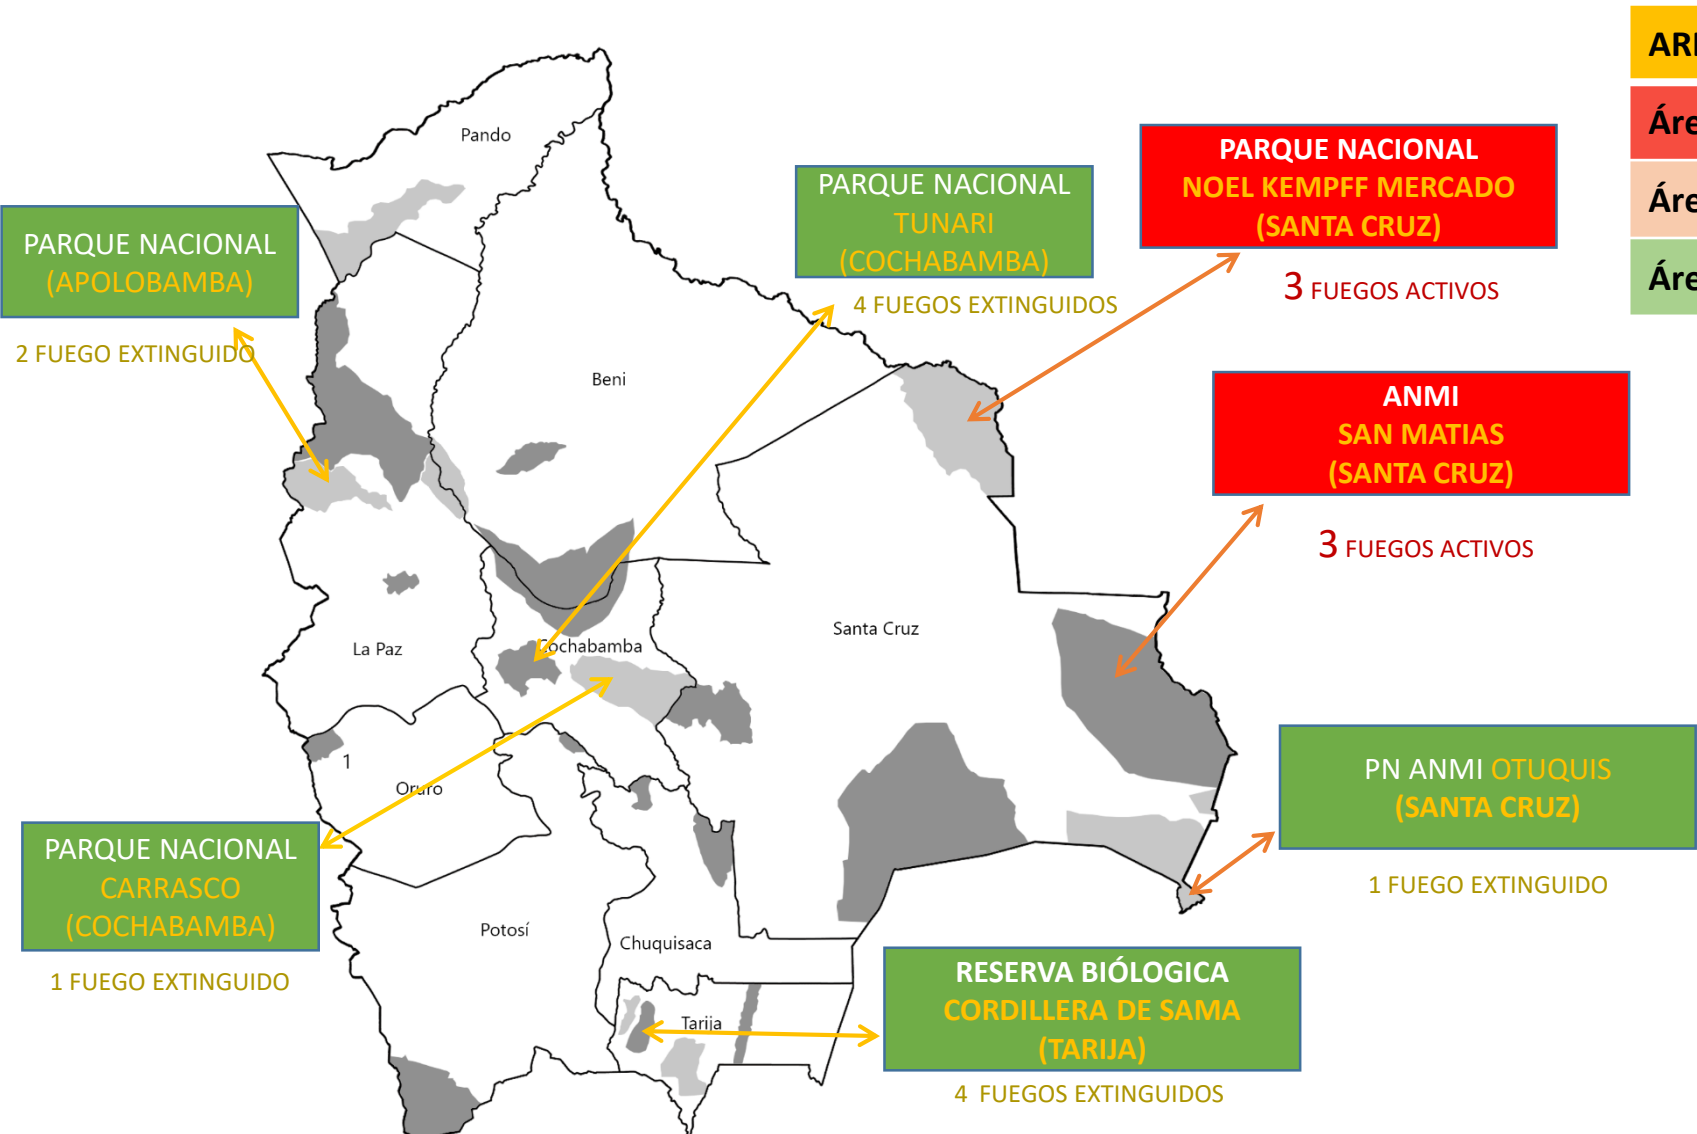 Pando
PARQUE NACIONAL
(APOLOBAMBA)
2 FUEGO EXTINGUIDO
PARQUE NACIONAL
TUNARI
(COCHABAMBA)
4 FUEGOS EXTINGUIDOS
PARQUE NACIONAL
NOEL KEMPFF MERCADO
(SANTA CRUZ)
3 FUEGOS ACTIVOS
Áre
Áre
Áre
Beni
ANMI
SAN MATIAS
(SANTA CRUZ)
3 FUEGOS ACTIVOS
La Paz
Cochabamba
Santa Cruz
1
Oruro
PN ANMI OTUQUIS
(SANTA CRUZ)
1 FUEGO EXTINGUIDO
PARQUE NACIONAL
CARRASCO
(COCHABAMBA)
1 FUEGO EXTINGUIDO
Potosí
Chuquisaca
Tarija
RESERVA BIÓLOGICA
CORDILLERA DE SAMA
(TARIJA)
4 FUEGOS EXTINGUIDOS